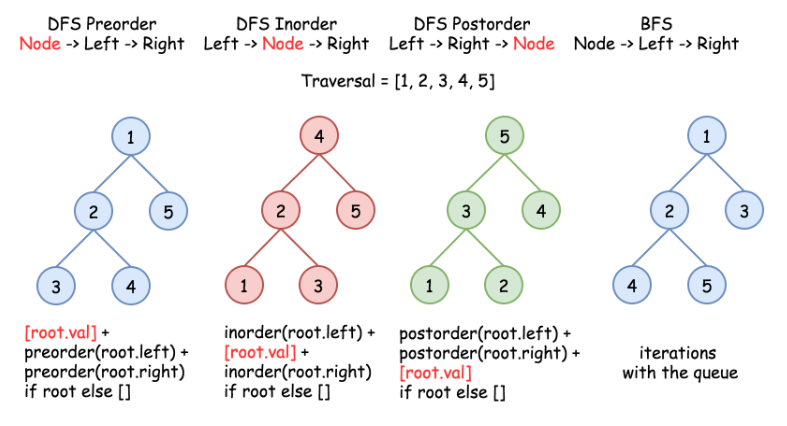 DFS Preorder
Node -> Left -> Right
DFS Inorder
Left -> Node -> Right
DFS Postorder
Left -> Right -> Node
BFS
Node -> Left -> Right
Traversal = [1, 2, 3, 4, 5]
1
2
5
3
4
4
2
5
1
3
5
3
4
1
2
1
2
3
4
5
[root.val] +
preorder(root.left) +
preorder(root.right)
if root else []
inorder(root.left) +
[root.val] +
inorder(root.right)
if root else []
postorder(root.left) +
postorder(root.right) +
[root.val]
if root else []
iterations
with the queue